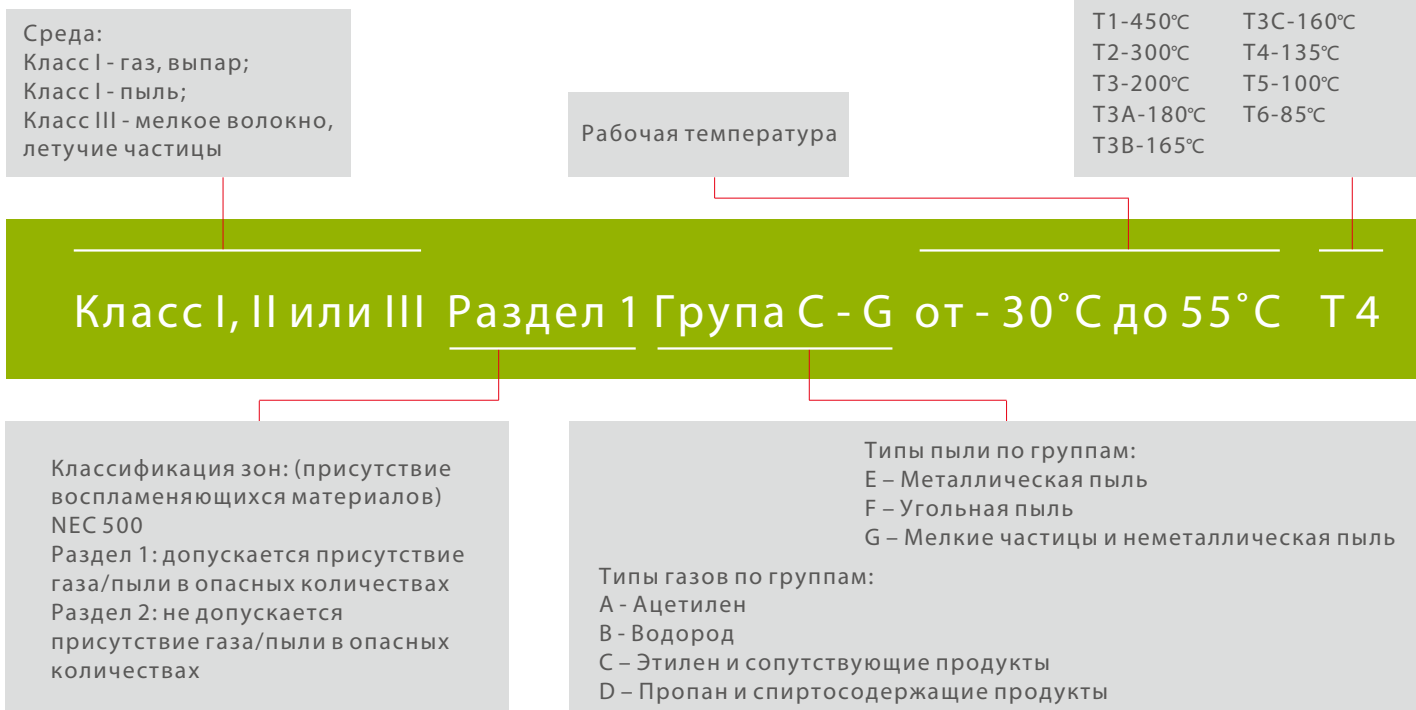 Среда:
Класс I - газ, выпар;
Класс I - пыль;
Класс III - мелкое волокно,
летучие частицы
Рабочая температура
T1-450℃ T3C-160℃
T2-300℃ T4-135℃
T3-200℃ T5-100℃
T3A-180℃ T6-85℃
T3B-165℃
Класс I, II или III Раздел 1 Група C - G от - 30˚C до 55˚C T 4
Классификация зон: (присутствие
воспламеняющихся материалов)
NEC 500
Раздел 1: допускается присутствие
газа/пыли в опасных количествах
Раздел 2: не допускается
присутствие газа/пыли в опасных
количествах
Типы пыли по группам:
E – Металлическая пыль
F – Угольная пыль
G – Мелкие частицы и неметаллическая пыль
Типы газов по группам:
A - Ацетилен
B - Водород
C – Этилен и сопутствующие продукты
D – Пропан и спиртосодержащие продукты